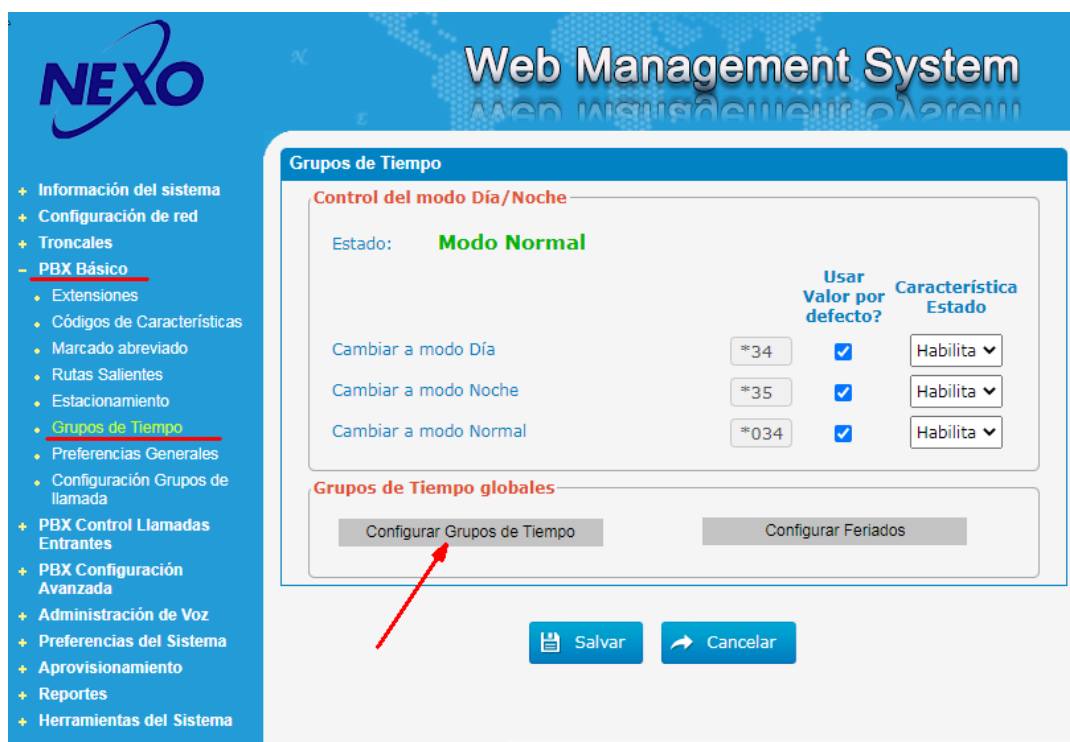 NEXO
Web Management System
Información del sistema
Configuración de red
Troncales
PBX Básico
Extensiones
Códigos de Características
Marcado abreviado
Rutas Salientes
Estacionamiento
Grupos de Tiempo
Preferencias Generales
Configuración Grupos de
llamada
PBX Control Llamadas
Entrantes
PBX Configuración
Avanzada
Administración de Voz
Preferencias del Sistema
Aprovisionamiento
Reportes
Herramientas del Sistema
Grupos de Tiempo
Control del modo Día/Noche
Estado: Modo Normal
Usar
Valor por
defecto?
Característica
Estado
Cambiar a modo Día *34 Habilita
Cambiar a modo Noche *35 Habilita
Cambiar a modo Normal *034 Habilita
Grupos de Tiempo globales
Configurar Grupos de Tiempo Configurar Feriados
Salvar Cancelar